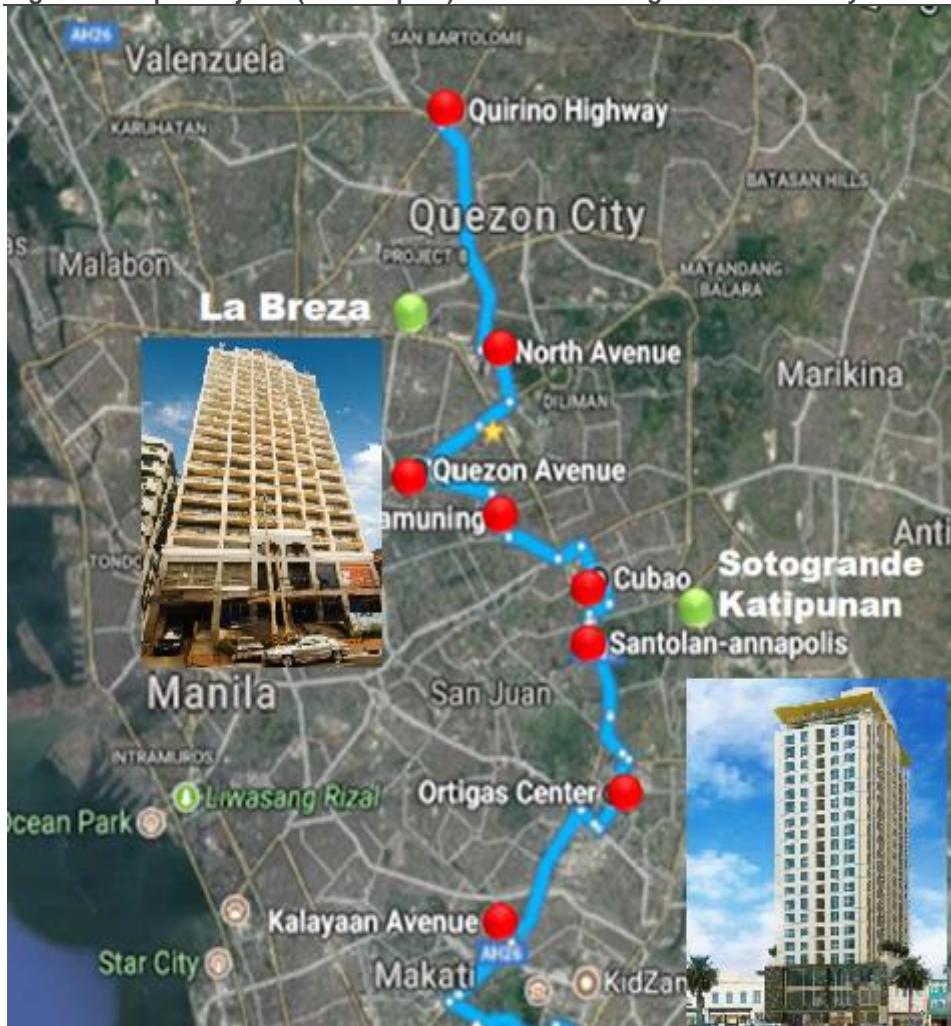 AH26
Valenzuela
SAN BARTOLOME
Quirino Highway
KARUHATAN
BATASAN HILLS
Quezon City
PROJECT 8
Malabon
MATANDANG
BALARA
La Breza
North Avenue
Marikina
DILIMAN
Quezon Avenue
amuning
Anti
TONDO
Cubao
Sotogrande
Katipunan
Santolan-annapolis
Manila
San Juan
INTRAMUROS
Ortigas Center
Liwasang Rizal
Ocean Park
Kalayaan Avenue
AH26
Star City
Makati
KidZan